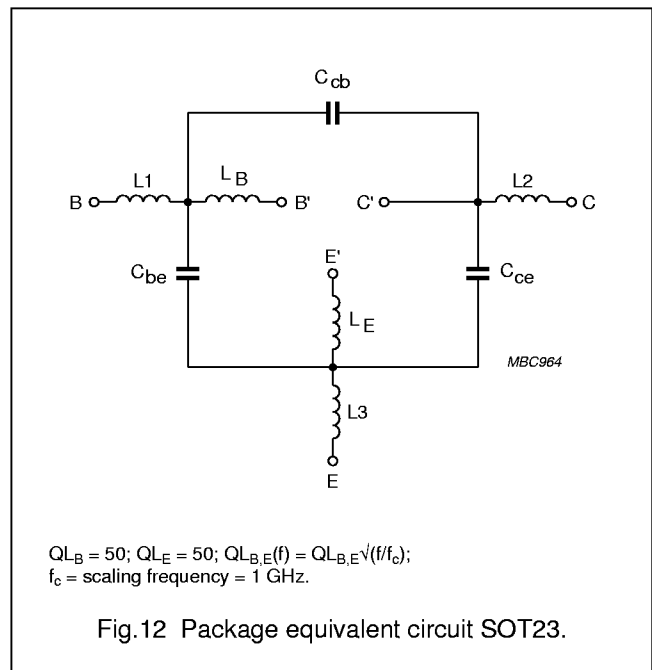 C_cb
L1
L_B
L2
B
B'
C'
C
C_be
E'
C_ce
L_E
MBC964
L3
E
QL_B = 50; QL_E = 50; QL_B,E(f) = QL_B,E√(f/f_c);
f_c = scaling frequency = 1 GHz.
Fig.12 Package equivalent circuit SOT23.